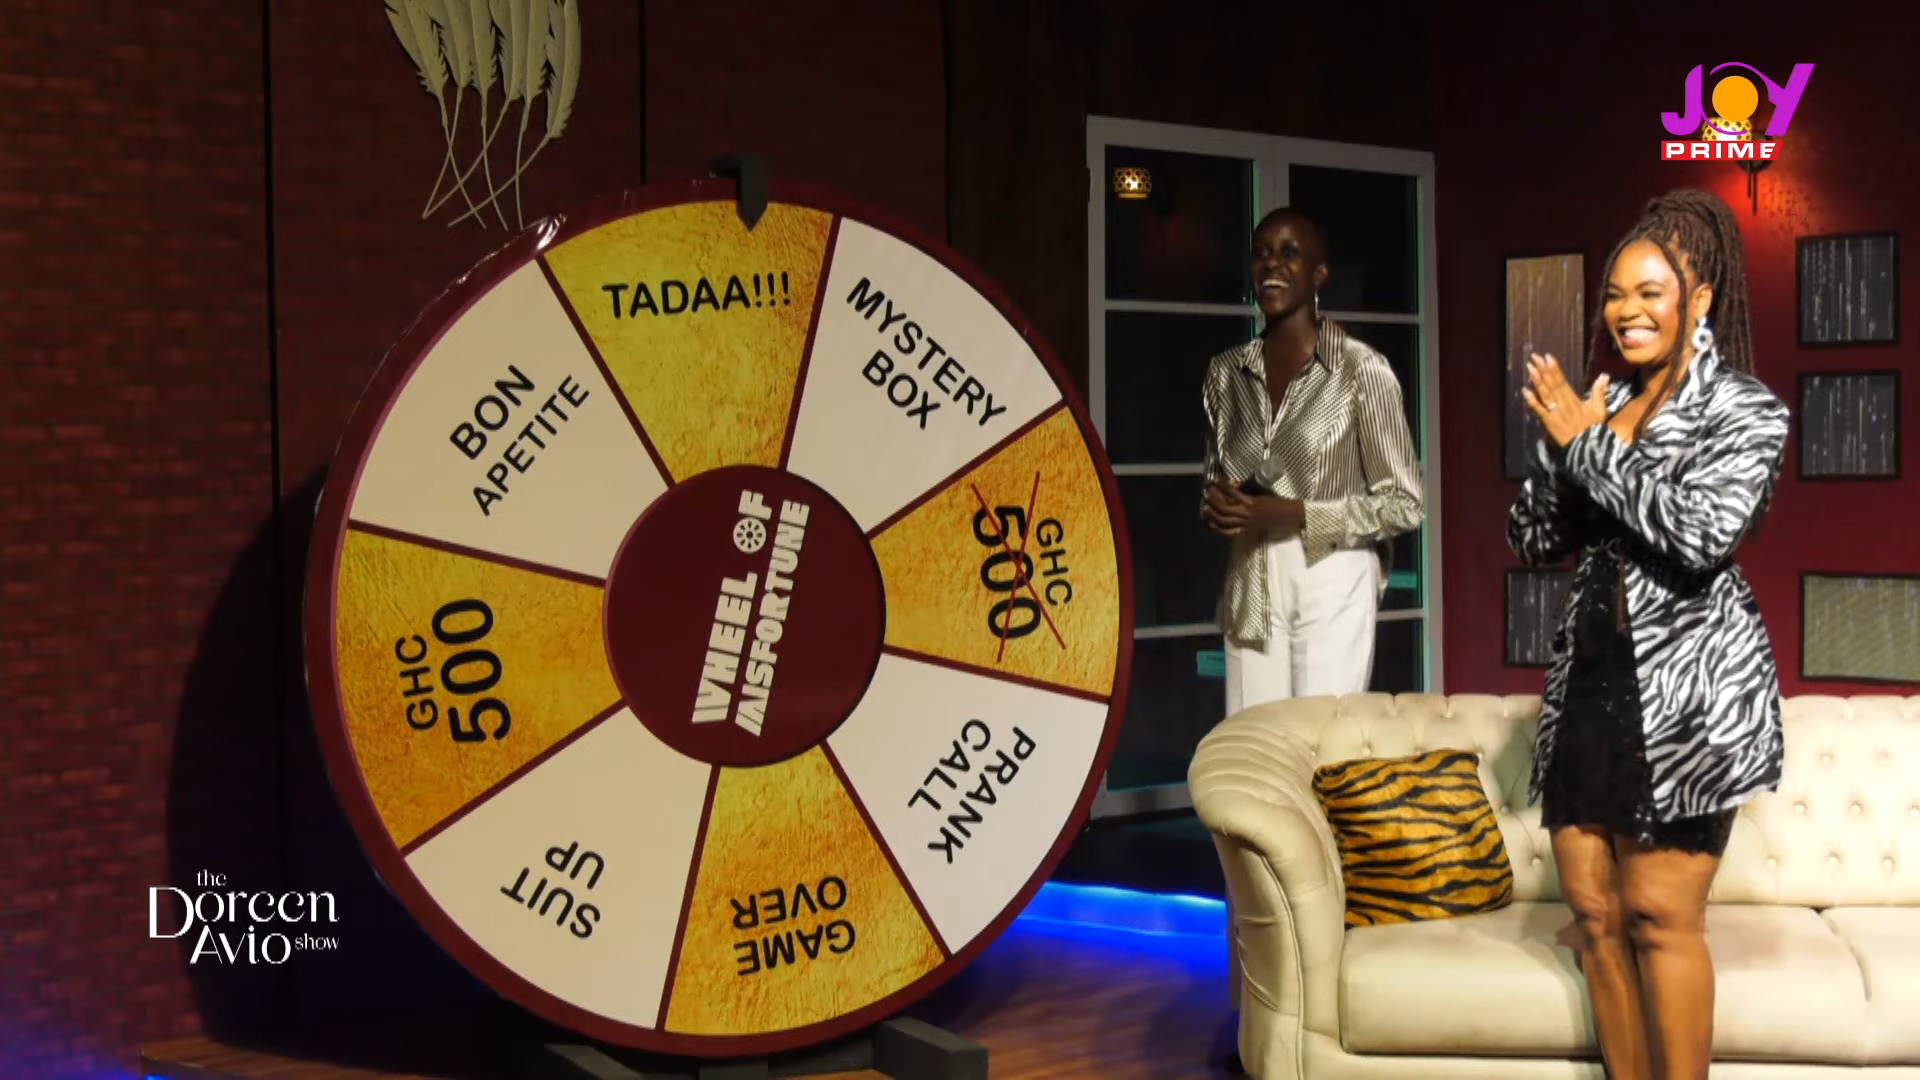 JOY
PRIME
TADAA!!!
MYSTERY
BOX
GHC
500
PRANK
CALL
GAME
OVER
SUIT
UP
GHC
500
BON
APETITE
WHEEL OF
MISFORTUNE
the
Doreen
Avio show